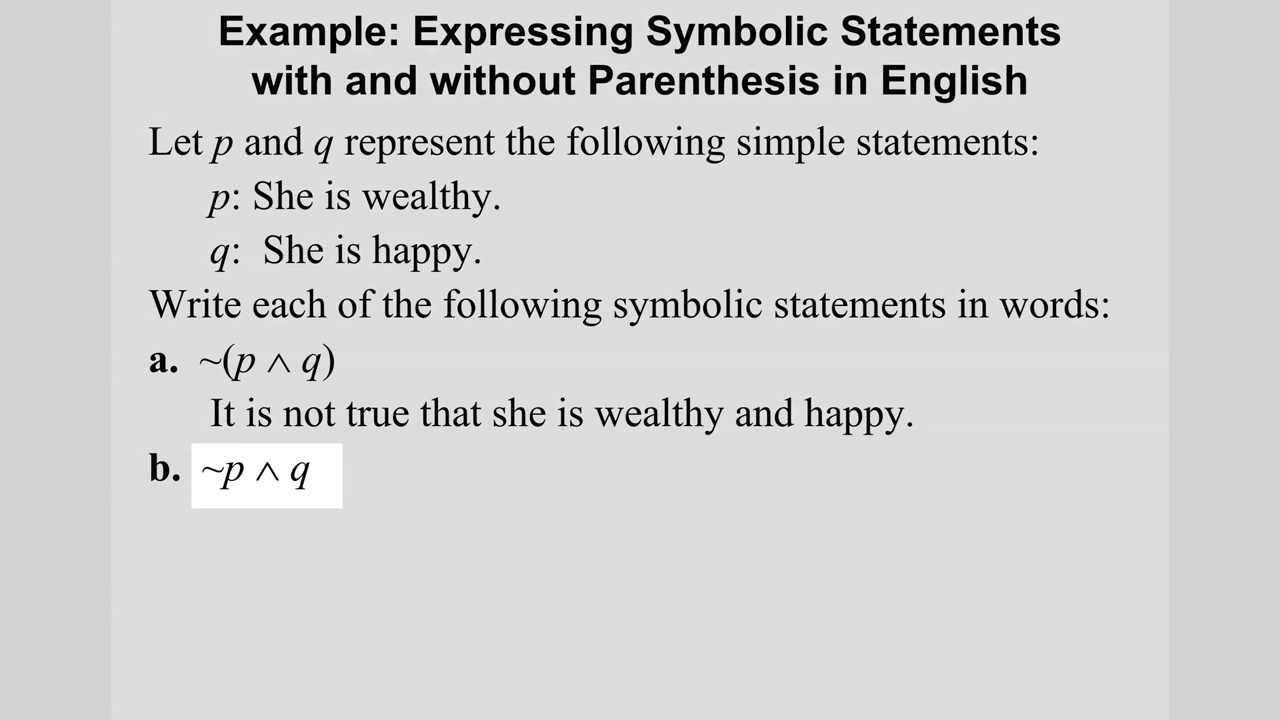 Example: Expressing Symbolic Statements
with and without Parenthesis in English
Let p and q represent the following simple statements:
p: She is wealthy.
q: She is happy.
Write each of the following symbolic statements in words:
a. ~(p ∧ q)
It is not true that she is wealthy and happy.
b. ~p ∧ q